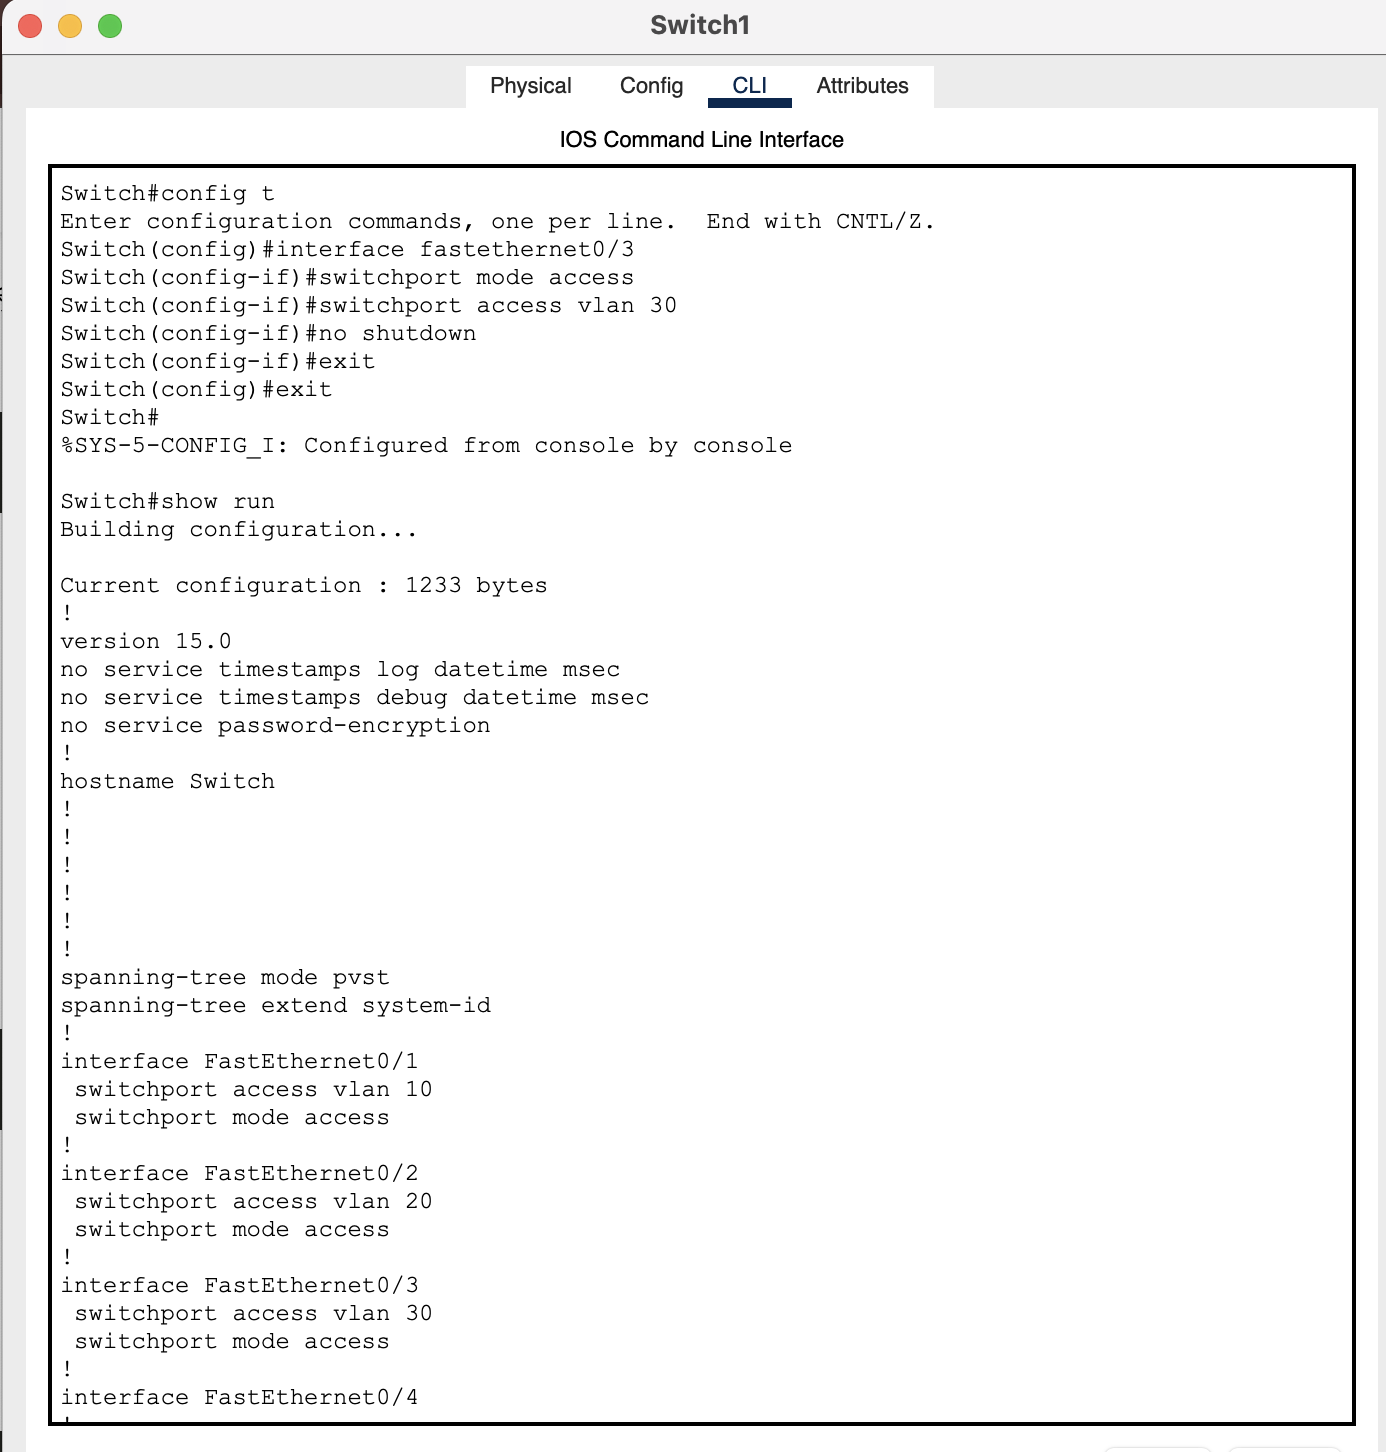 Switch1
Physical Config CLI Attributes
IOS Command Line Interface
Switch#config t
Enter configuration commands, one per line.  End with CNTL/Z.
Switch(config)#interface fastethernet0/3
Switch(config-if)#switchport mode access
Switch(config-if)#switchport access vlan 30
Switch(config-if)#no shutdown
Switch(config-if)#exit
Switch(config)#exit
Switch#
%SYS-5-CONFIG_I: Configured from console by console
Switch#show run
Building configuration...
Current configuration : 1233 bytes
!
version 15.0
no service timestamps log datetime msec
no service timestamps debug datetime msec
no service password-encryption
!
hostname Switch
!
!
!
!
!
!
spanning-tree mode pvst
spanning-tree extend system-id
!
interface FastEthernet0/1
 switchport access vlan 10
 switchport mode access
!
interface FastEthernet0/2
 switchport access vlan 20
 switchport mode access
!
interface FastEthernet0/3
 switchport access vlan 30
 switchport mode access
!
interface FastEthernet0/4
!